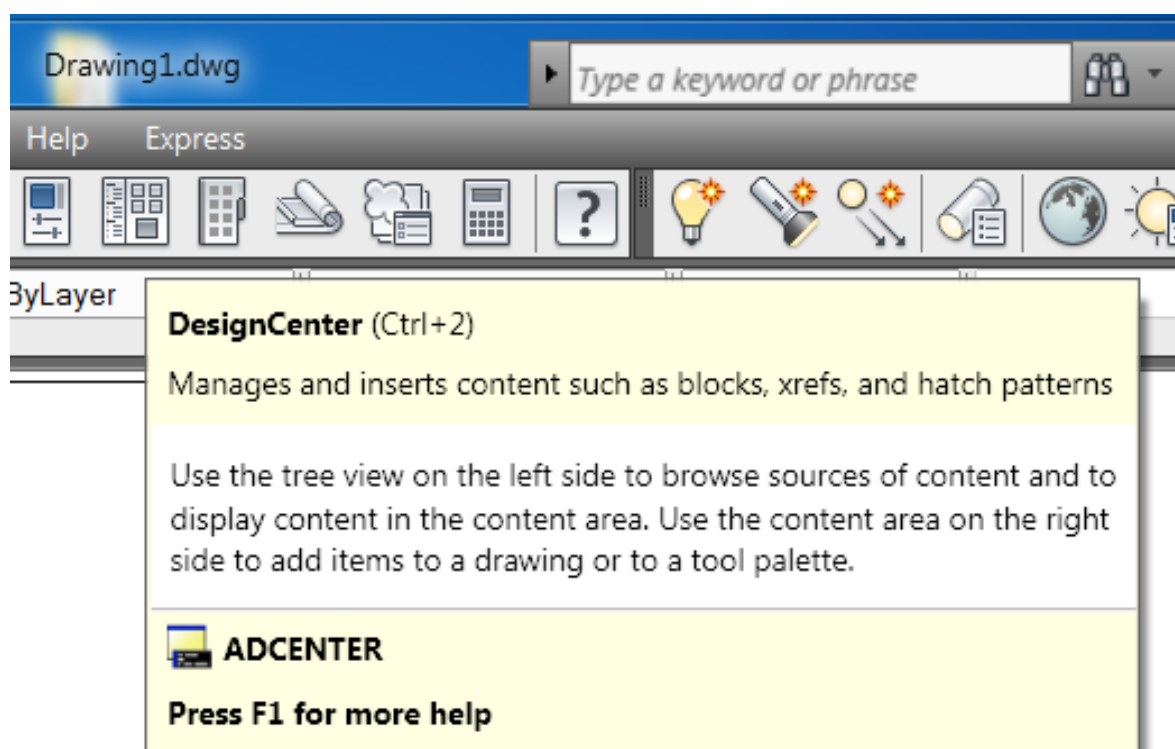 Drawing1.dwg
Type a keyword or phrase
Help Express
?
ByLayer
DesignCenter (Ctrl+2)
Manages and inserts content such as blocks, xrefs, and hatch patterns
Use the tree view on the left side to browse sources of content and to
display content in the content area. Use the content area on the right
side to add items to a drawing or to a tool palette.
ADCENTER
Press F1 for more help